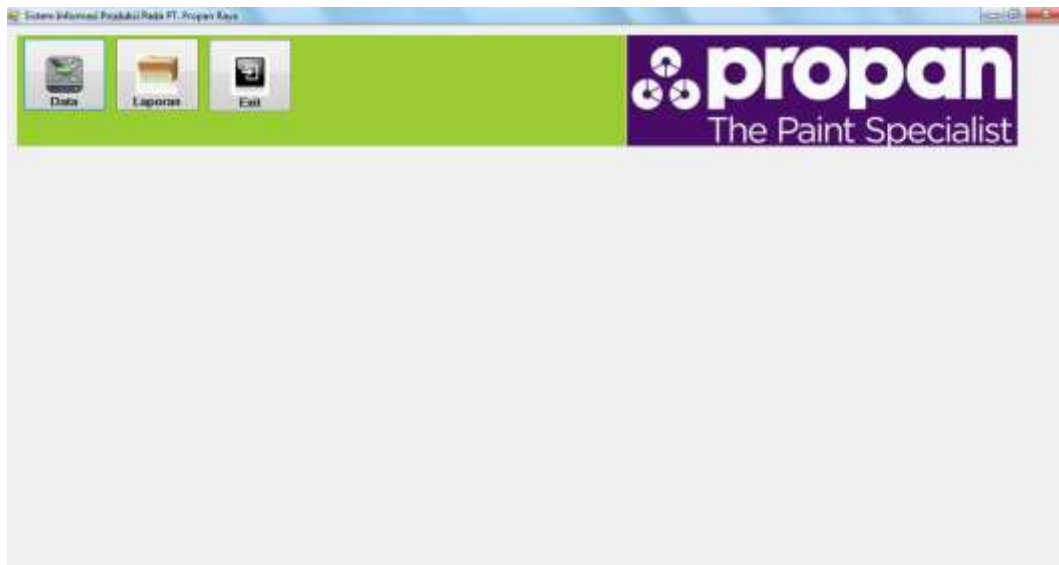 Sistem Informasi Produksi Pada PT. Propan Raya
Data
Laporan
Exit
propan
The Paint Specialist